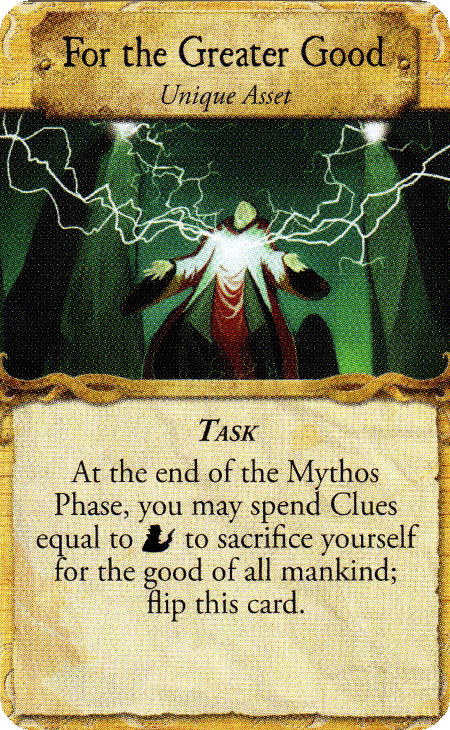 For the Greater Good
Unique Asset
TASK
At the end of the Mythos
Phase, you may spend Clues
equal to to sacrifice yourself
for the good of all mankind;
flip this card.